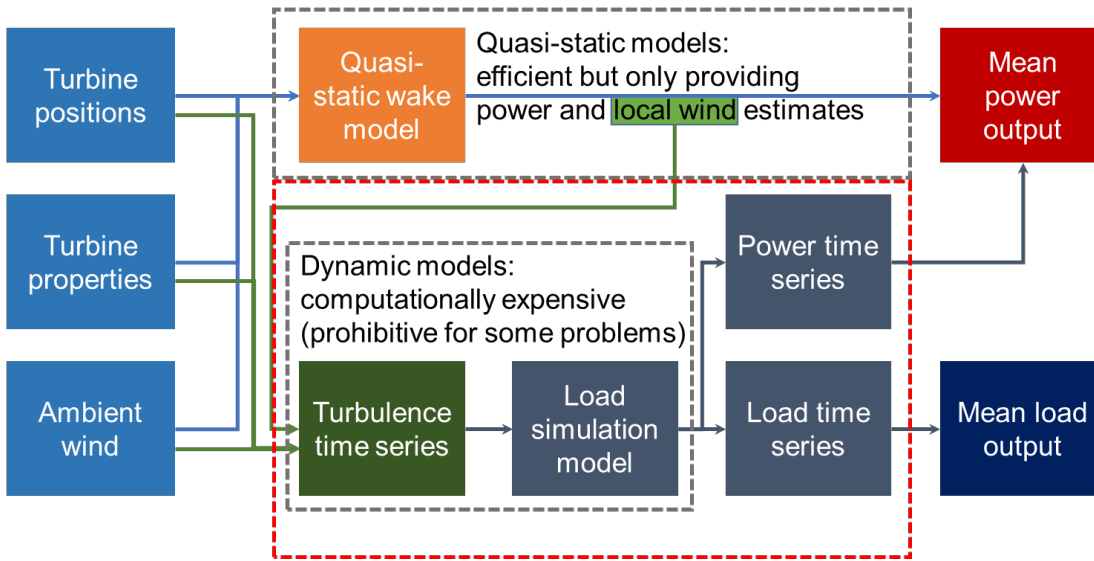 Turbine
positions
Quasi-
static wake
model
Quasi-static models:
efficient but only providing
power and local wind estimates
Mean
power
output
Turbine
properties
Dynamic models:
computationally expensive
(prohibitive for some problems)
Power time
series
Ambient
wind
Turbulence
time series
Load
simulation
model
Load time
series
Mean load
output